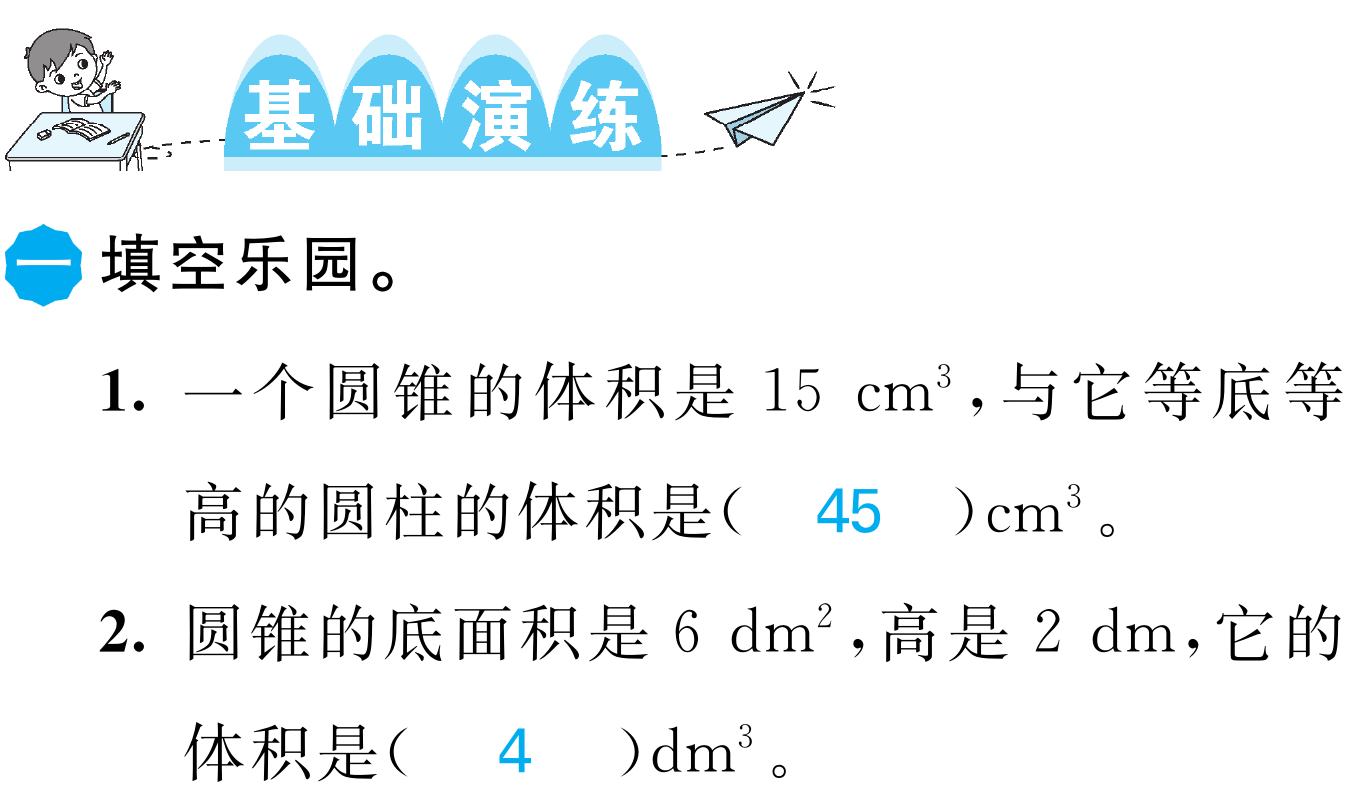 基础演练
一 填空乐园。
1. 一个圆锥的体积是 15 cm³,与它等底等
高的圆柱的体积是( 45 )cm³。
2. 圆锥的底面积是 6 dm²,高是 2 dm,它的
体积是( 4 )dm³。